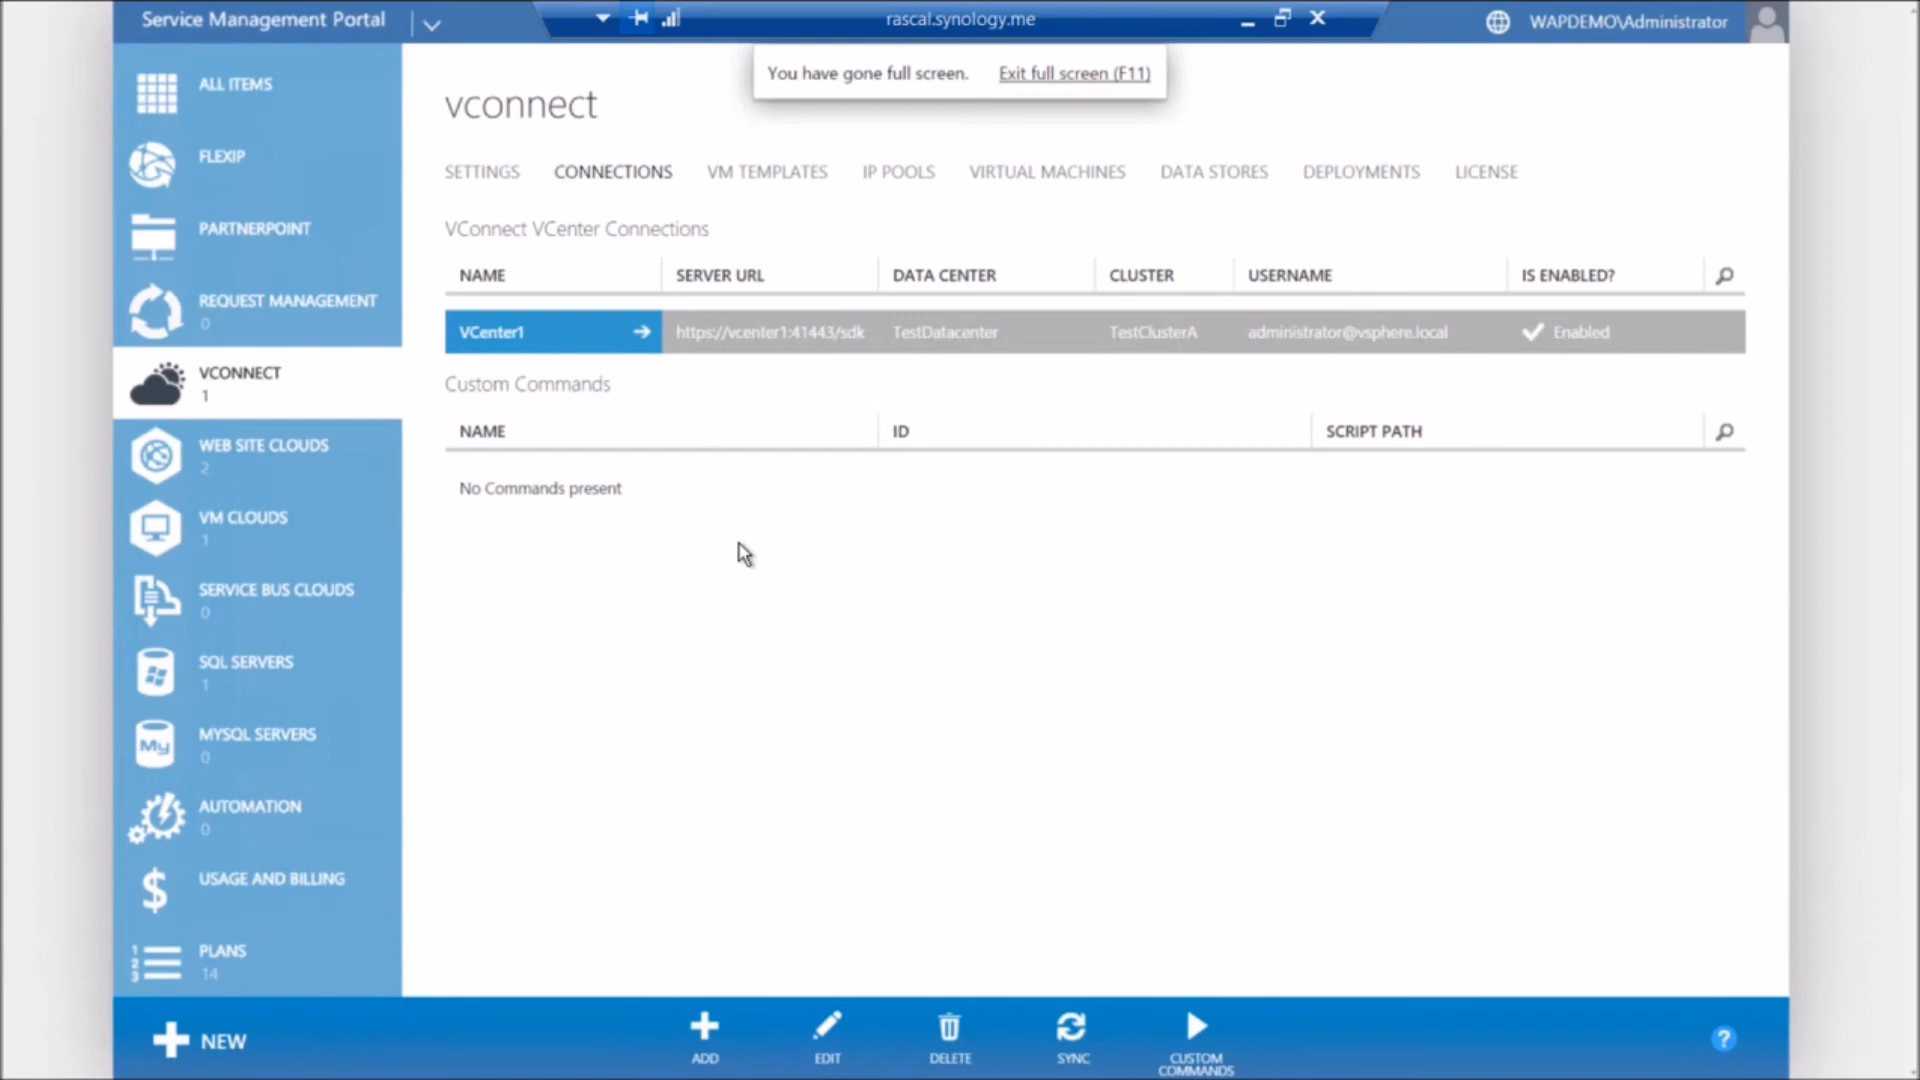 Service Management Portal
rascal.synology.me
WAPDEMO\Administrator
You have gone full screen. Exit full screen (F11)
ALL ITEMS
FLEXIP
PARTNERPOINT
REQUEST MANAGEMENT
0
VCONNECT
1
WEB SITE CLOUDS
2
VM CLOUDS
1
SERVICE BUS CLOUDS
0
SQL SERVERS
1
My
MYSQL SERVERS
0
AUTOMATION
0
$
USAGE AND BILLING
1
2
3
PLANS
14
vconnect
SETTINGS CONNECTIONS VM TEMPLATES IP POOLS VIRTUAL MACHINES DATA STORES DEPLOYMENTS LICENSE
VConnect VCenter Connections
NAME SERVER URL DATA CENTER CLUSTER USERNAME IS ENABLED?
VCenter1 https://vcenter1:41443/sdk TestDatacenter TestClusterA administrator@vsphere.local Enabled
Custom Commands
NAME ID SCRIPT PATH
No Commands present
NEW
ADD
EDIT
DELETE
SYNC
CUSTOM
COMMANDS
?